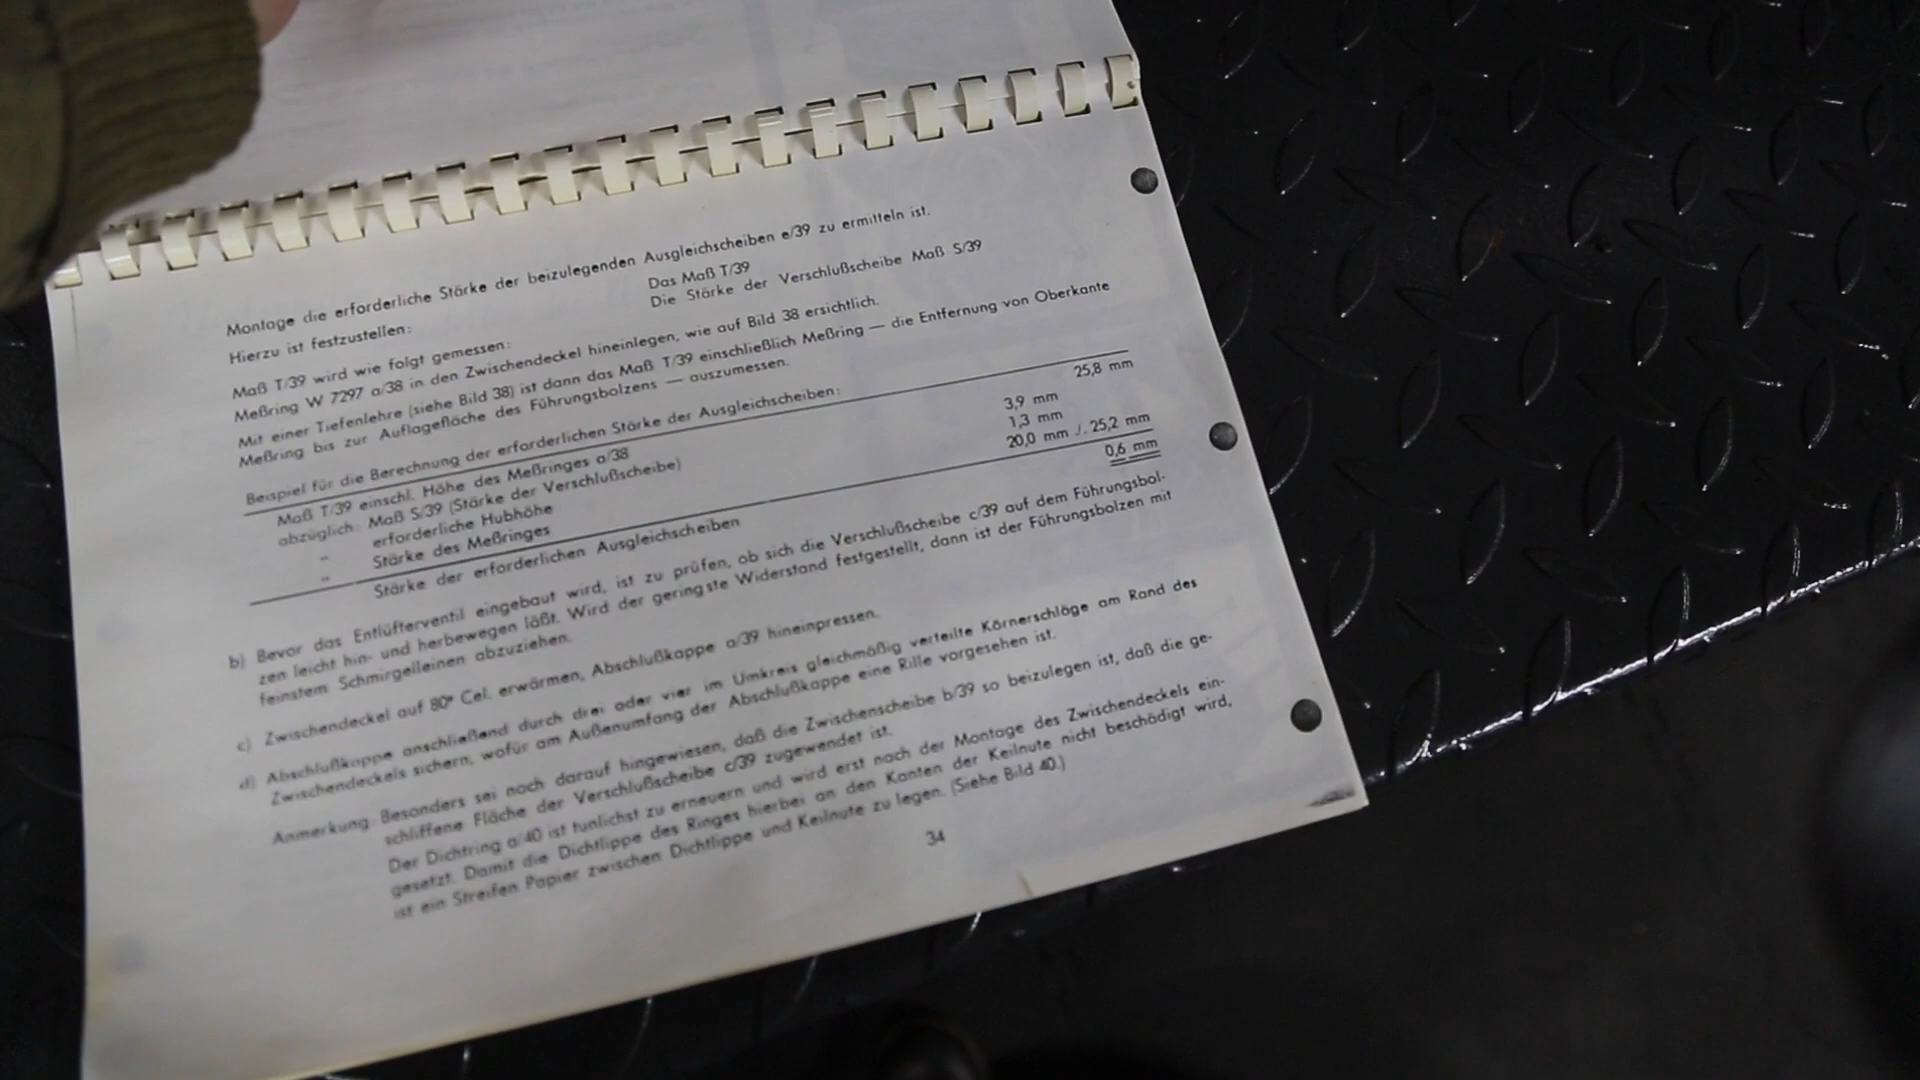 Montage die erforderliche Stärke der beizulegenden Ausgleichscheiben e/39 zu ermitteln ist.
Hierzu ist festzustellen:
Das Maß T/39
Die Stärke der Verschlußscheibe Maß S/39
Maß T/39 wird wie folgt gemessen:
Meßring W 7297 a/38 in den Zwischendeckel hineinlegen, wie auf Bild 38 ersichtlich.
Mit einer Tiefenlehre (siehe Bild 38) ist dann das Maß T/39 einschließlich Meßring — die Entfernung von Oberkante
Meßring bis zur Auflagefläche des Führungsbolzens — auszumessen.
Beispiel für die Berechnung der erforderlichen Stärke der Ausgleichscheiben:
Maß T/39 einschl. Höhe des Meßringes a/38 25,8 mm
abzüglich: Maß S/39 (Stärke der Verschlußscheibe) 3,9 mm
„ erforderliche Hubhöhe 1,3 mm
„ Stärke des Meßringes 20,0 mm ./. 25,2 mm
Stärke der erforderlichen Ausgleichscheiben 0,6 mm
b) Bevor das Entlüfterventil eingebaut wird, ist zu prüfen, ob sich die Verschlußscheibe c/39 auf dem Führungsbol-
zen leicht hin- und herbewegen läßt. Wird der geringste Widerstand festgestellt, dann ist der Führungsbolzen mit
feinstem Schmirgelleinen abzuziehen.
c) Zwischendeckel auf 80° Cel. erwärmen, Abschlußkappe a/39 hineinpressen.
d) Abschlußkappe anschließend durch drei oder vier im Umkreis gleichmäßig verteilte Körnerschläge am Rand des
Zwischendeckels sichern, wofür am Außenumfang der Abschlußkappe eine Rille vorgesehen ist.
Anmerkung: Besonders sei noch darauf hingewiesen, daß die Zwischenscheibe b/39 so beizulegen ist, daß die ge-
schliffene Fläche der Verschlußscheibe c/39 zugewendet ist.
Der Dichtring a/40 ist tunlichst zu erneuern und wird erst nach der Montage des Zwischendeckels ein-
gesetzt. Damit die Dichtlippe des Ringes hierbei an den Kanten der Keilnute nicht beschädigt wird,
ist ein Streifen Papier zwischen Dichtlippe und Keilnute zu legen. (Siehe Bild 40.)
34